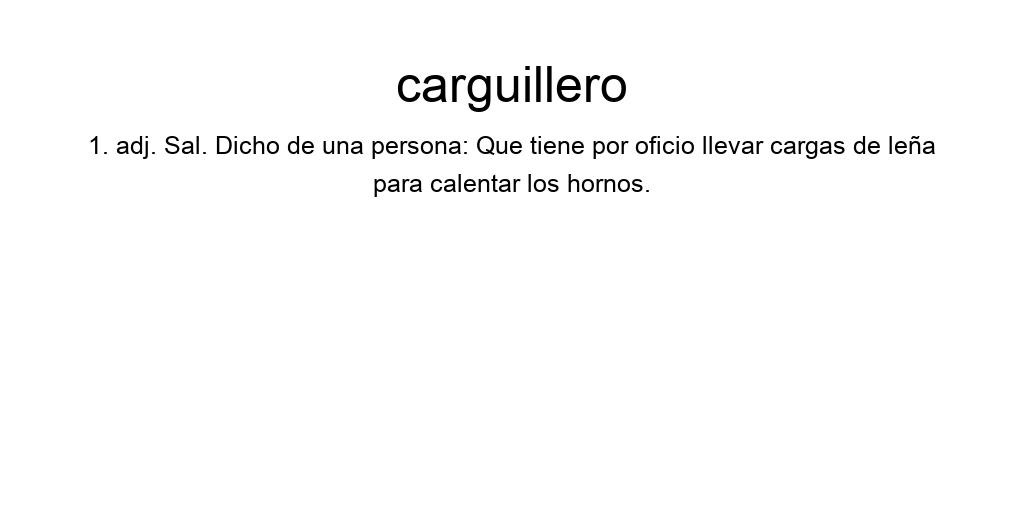 carguillero
1. adj. Sal. Dicho de una persona: Que tiene por oficio llevar cargas de leña
para calentar los hornos.